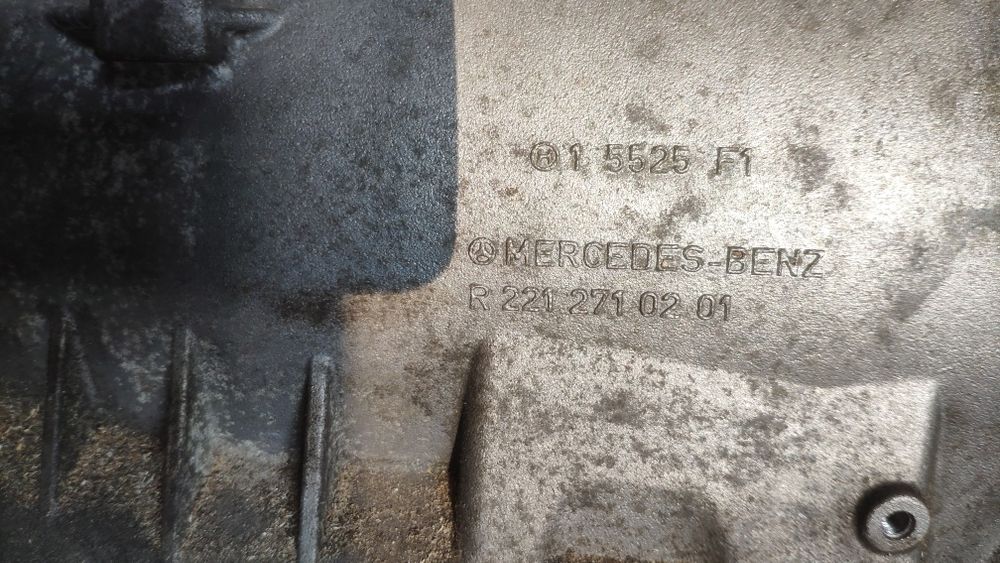 H 1 5525 F1
MERCEDES-BENZ
R 221 271 02 01